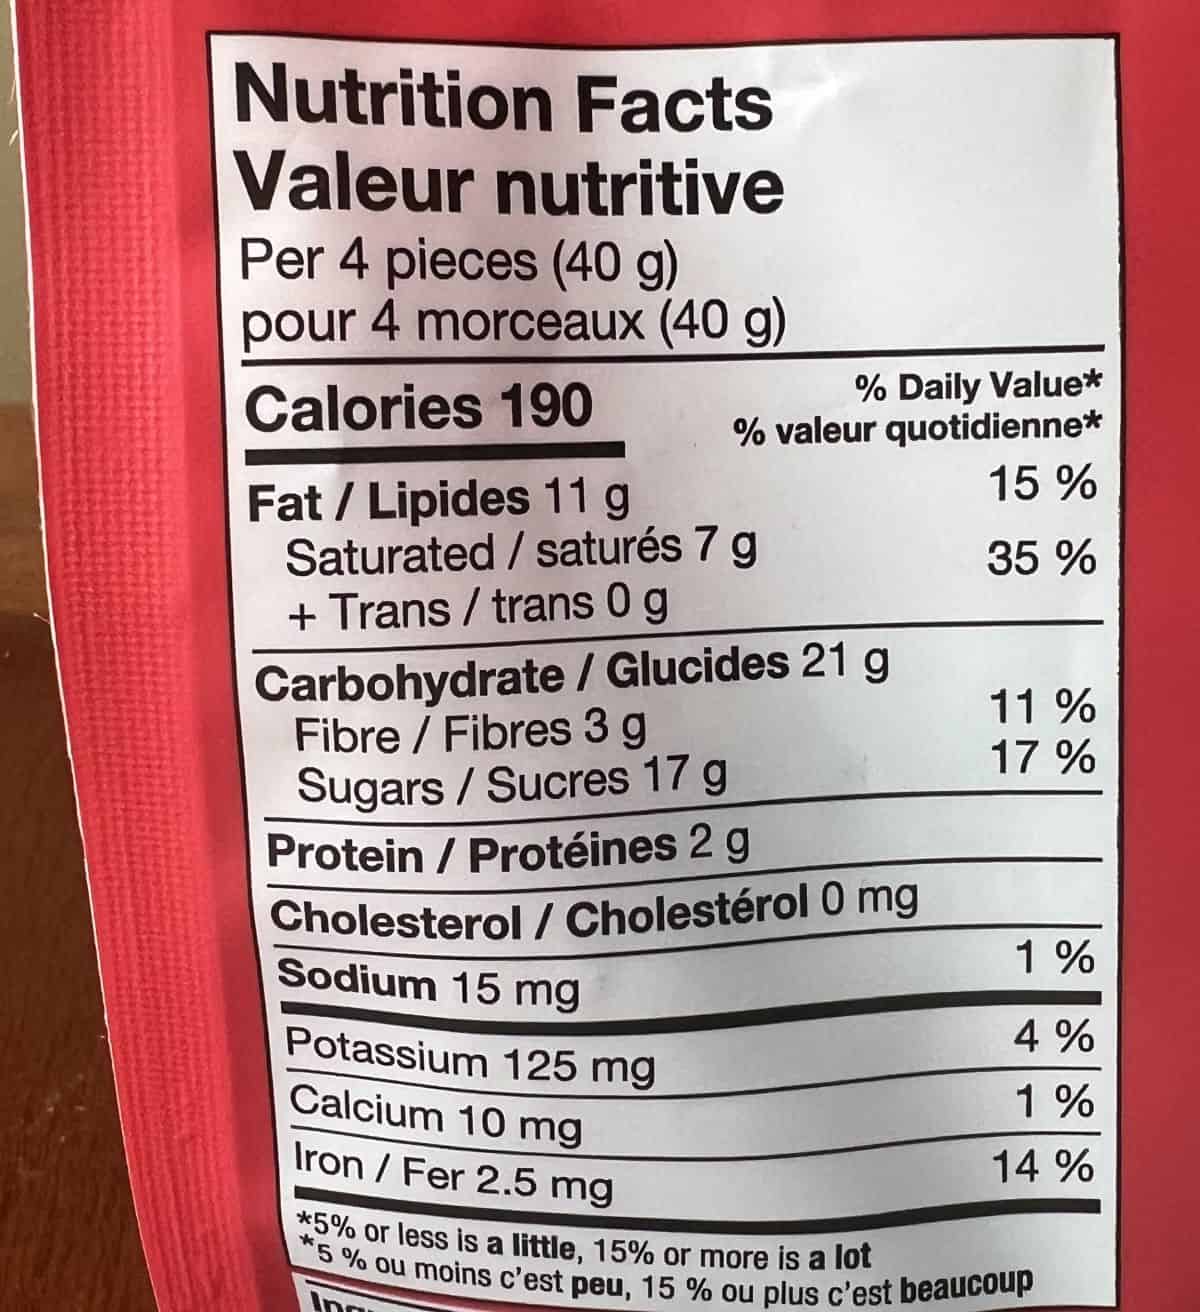 Nutrition Facts
Valeur nutritive
Per 4 pieces (40 g)
pour 4 morceaux (40 g)
Calories 190
% Daily Value*
% valeur quotidienne*
Fat / Lipides 11 g 15 %
Saturated / saturés 7 g 35 %
+ Trans / trans 0 g
Carbohydrate / Glucides 21 g
Fibre / Fibres 3 g 11 %
Sugars / Sucres 17 g 17 %
Protein / Protéines 2 g
Cholesterol / Cholestérol 0 mg
Sodium 15 mg 1 %
Potassium 125 mg 4 %
Calcium 10 mg 1 %
Iron / Fer 2.5 mg 14 %
*5% or less is a little, 15% or more is a lot
*5 % ou moins c'est peu, 15 % ou plus c'est beaucoup